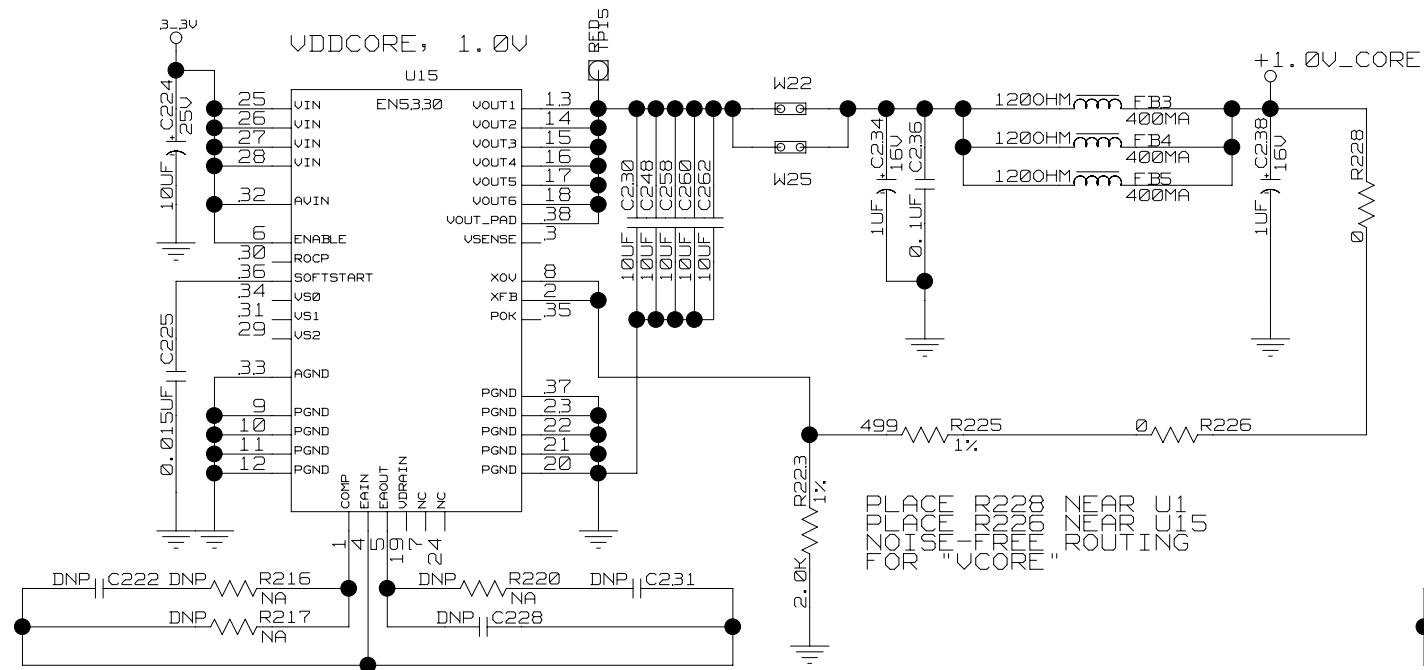 3_3V
VDDCORE, 1.0V
RED
TP15
+1.0V_CORE
C224
25V
10UF
U15
EN5330
25 VIN
26 VIN
27 VIN
28 VIN
32 AVIN
6 ENABLE
30 ROCP
36 SOFTSTART
34 VS0
31 VS1
29 VS2
33 AGND
9 PGND
10 PGND
11 PGND
12 PGND
VOUT1 13
VOUT2 14
VOUT3 15
VOUT4 16
VOUT5 17
VOUT6 18
VOUT_PAD 38
VSENSE 3
XOV 8
XFB 2
POK 35
PGND 37
PGND 23
PGND 22
PGND 21
PGND 20
COMP 1
EAIN 4
EAOUT 5
VDRAIN 19
NC 7
NC 24
C225
0.015UF
C230
10UF
C248
10UF
C258
10UF
C260
10UF
C262
10UF
W22
W25
C234
16V
1UF
C236
0.1UF
120OHM FB3
400MA
120OHM FB4
400MA
120OHM FB5
400MA
C238
16V
1UF
R228
0
499 R225
1%
0 R226
R223
1%
2.0K
PLACE R228 NEAR U1
PLACE R226 NEAR U15
NOISE-FREE ROUTING
FOR "VCORE"
DNP C222 DNP R216
NA
DNP R217
NA
DNP R220 DNP C231
NA
DNP C228